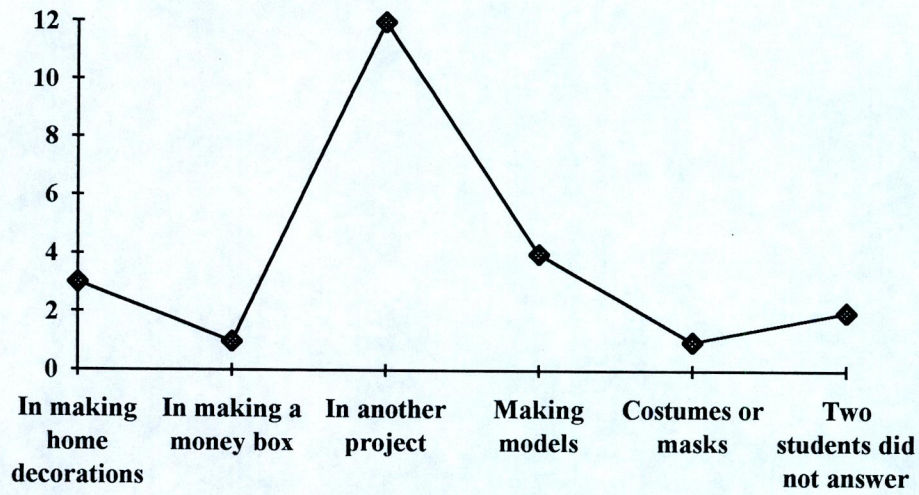 12
10
8
6
4
2
0
In making home decorations
In making a money box
In another project
Making models
Costumes or masks
Two students did not answer